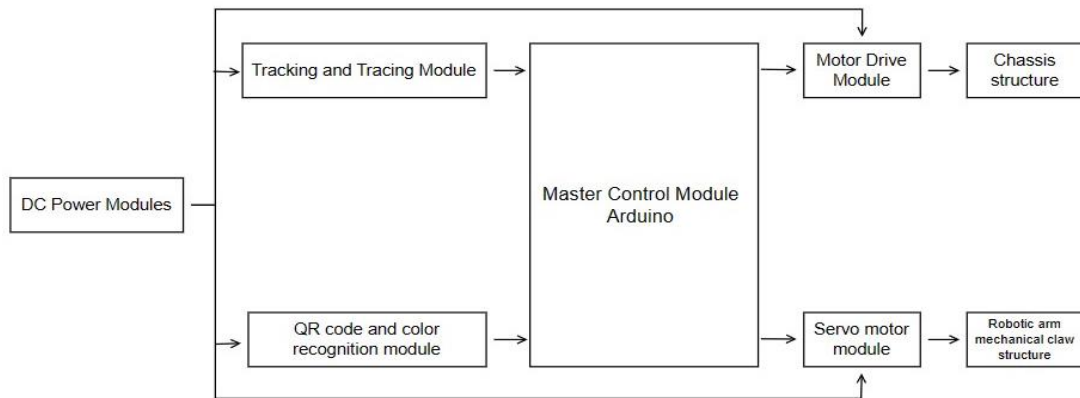 Tracking and Tracing Module
Motor Drive
Module
Chassis
structure
DC Power Modules
Master Control Module
Arduino
QR code and color
recognition module
Servo motor
module
Robotic arm
mechanical claw
structure